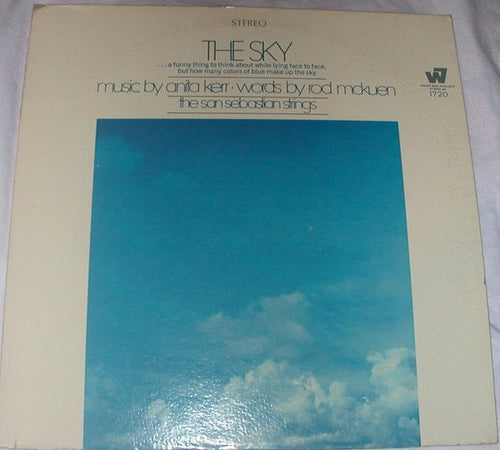 STEREO
THE SKY
...a funny thing to think about while lying face to face,
but how many colors of blue make up the sky
music by anita kerr · words by rod mckuen
the san sebastian strings
W7
1720